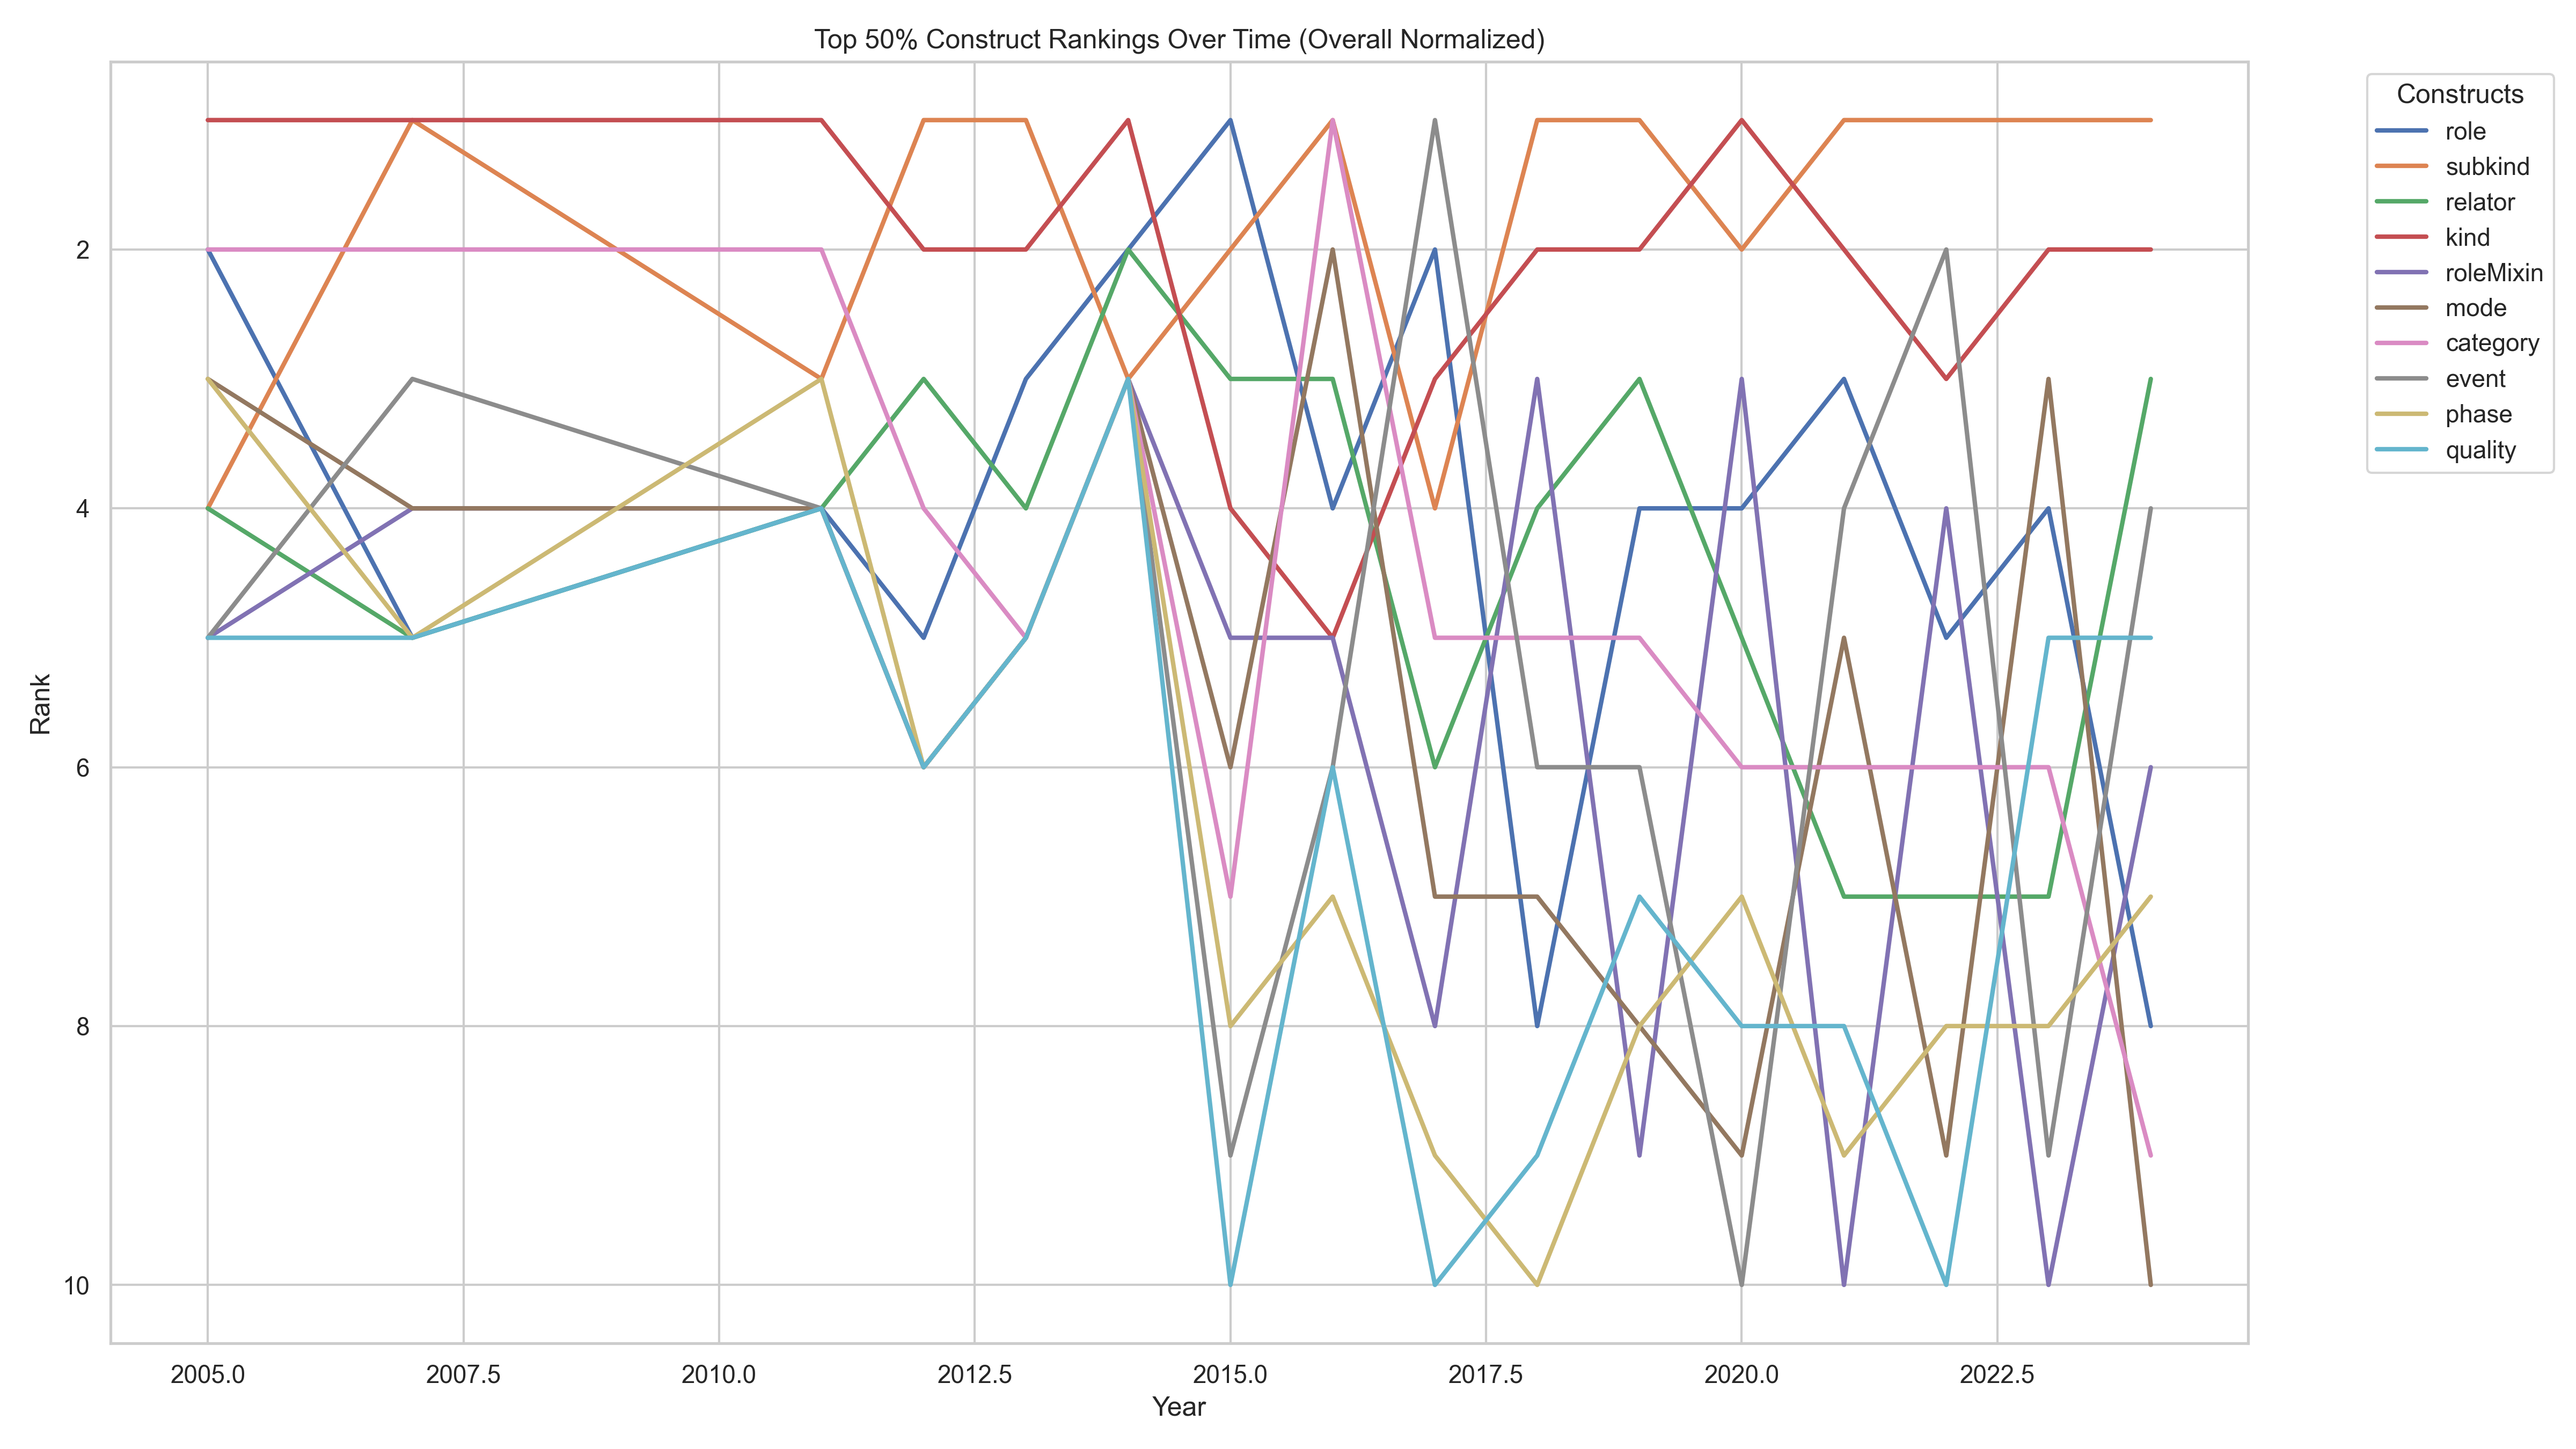 Top 50% Construct Rankings Over Time (Overall Normalized)
Constructs
role
subkind
relator
kind
roleMixin
mode
category
event
phase
quality
Rank
2
4
6
8
10
2005.0 2007.5 2010.0 2012.5 2015.0 2017.5 2020.0 2022.5
Year